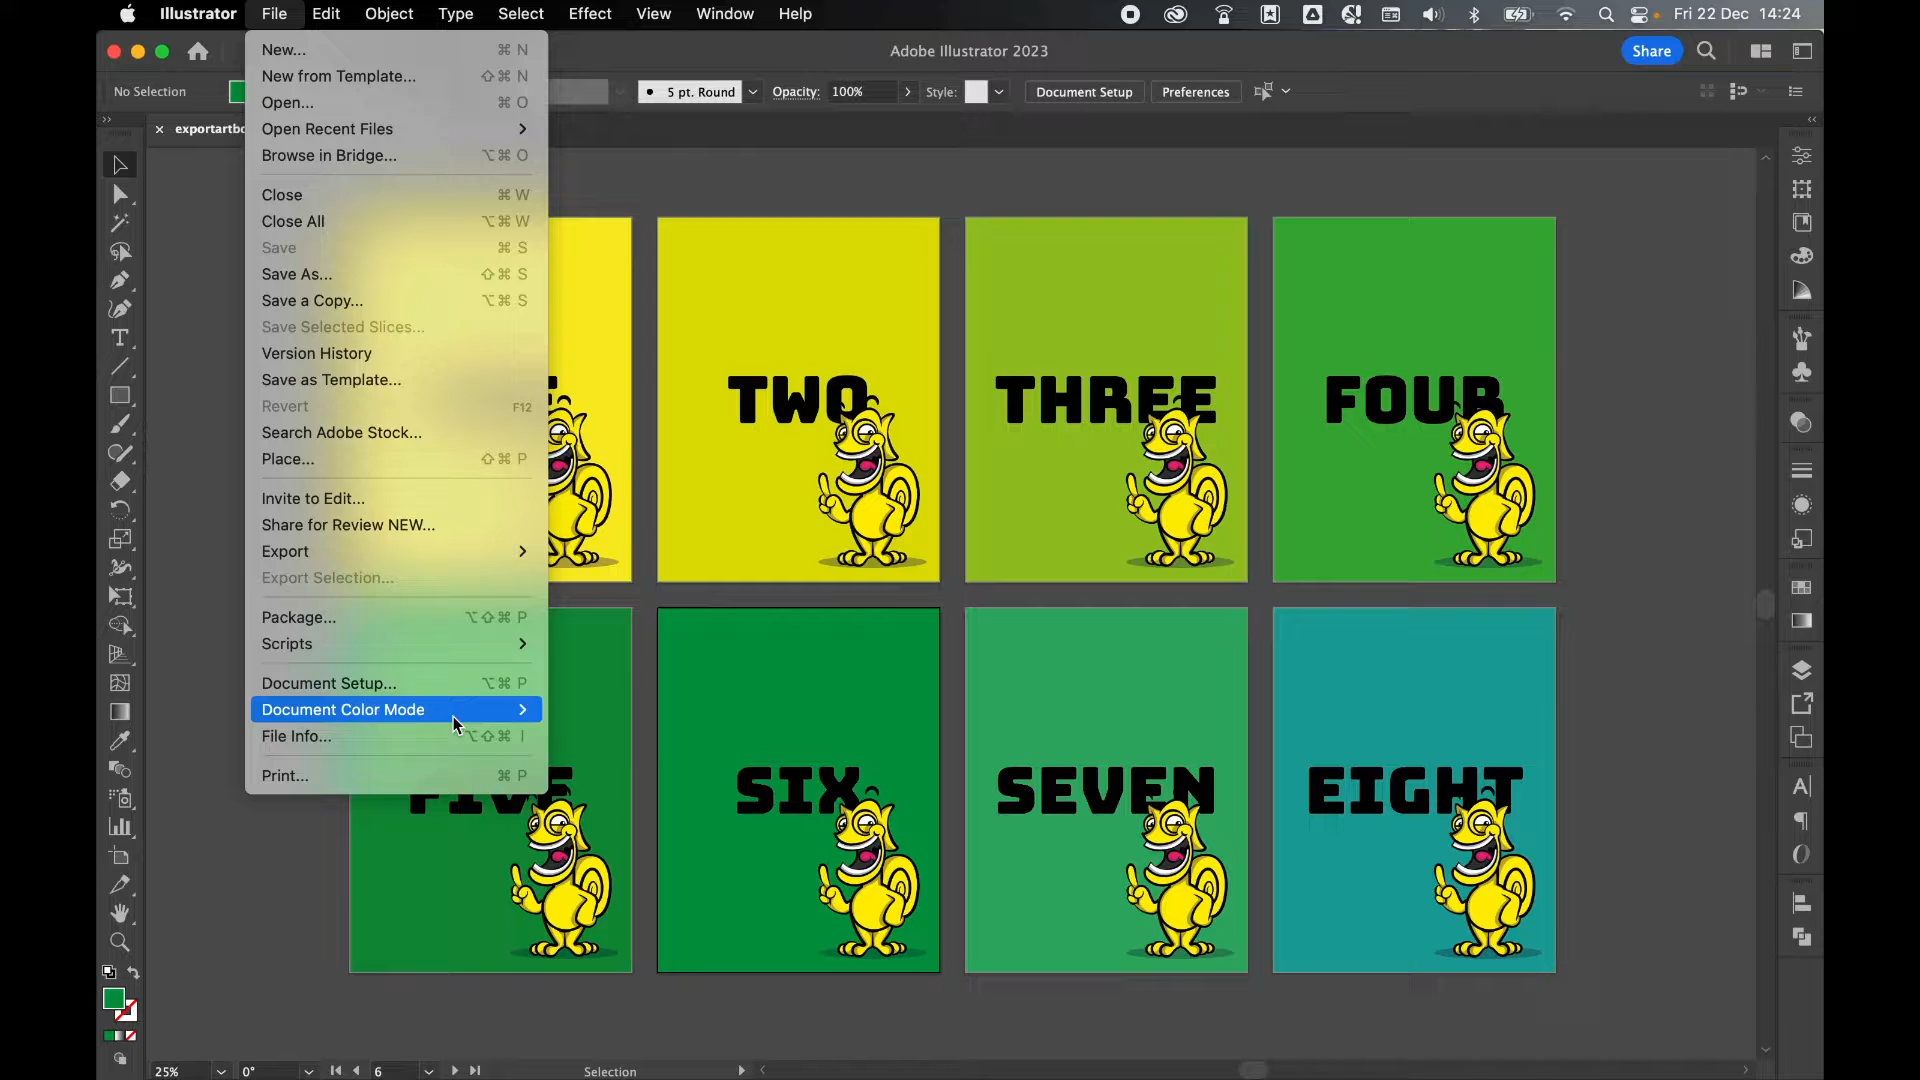 Illustrator File Edit Object Type Select Effect View Window Help Fri 22 Dec 14:24
Adobe Illustrator 2023 Share
No Selection 5 pt. Round Opacity: 100% Style: Document Setup Preferences
× exportartbo
New... ⌘ N
New from Template... ⇧⌘ N
Open... ⌘ O
Open Recent Files >
Browse in Bridge... ⌥⌘ O
Close ⌘ W
Close All ⌥⌘ W
Save ⌘ S
Save As... ⇧⌘ S
Save a Copy... ⌥⌘ S
Save Selected Slices...
Version History
Save as Template...
Revert F12
Search Adobe Stock...
Place... ⇧⌘ P
Invite to Edit...
Share for Review NEW...
Export >
Export Selection...
Package... ⌥⇧⌘ P
Scripts >
Document Setup... ⌥⌘ P
Document Color Mode >
File Info... ⌥⇧⌘ I
Print... ⌘ P
TWO THREE FOUR
FIVE SIX SEVEN EIGHT
25% 0° 6 Selection